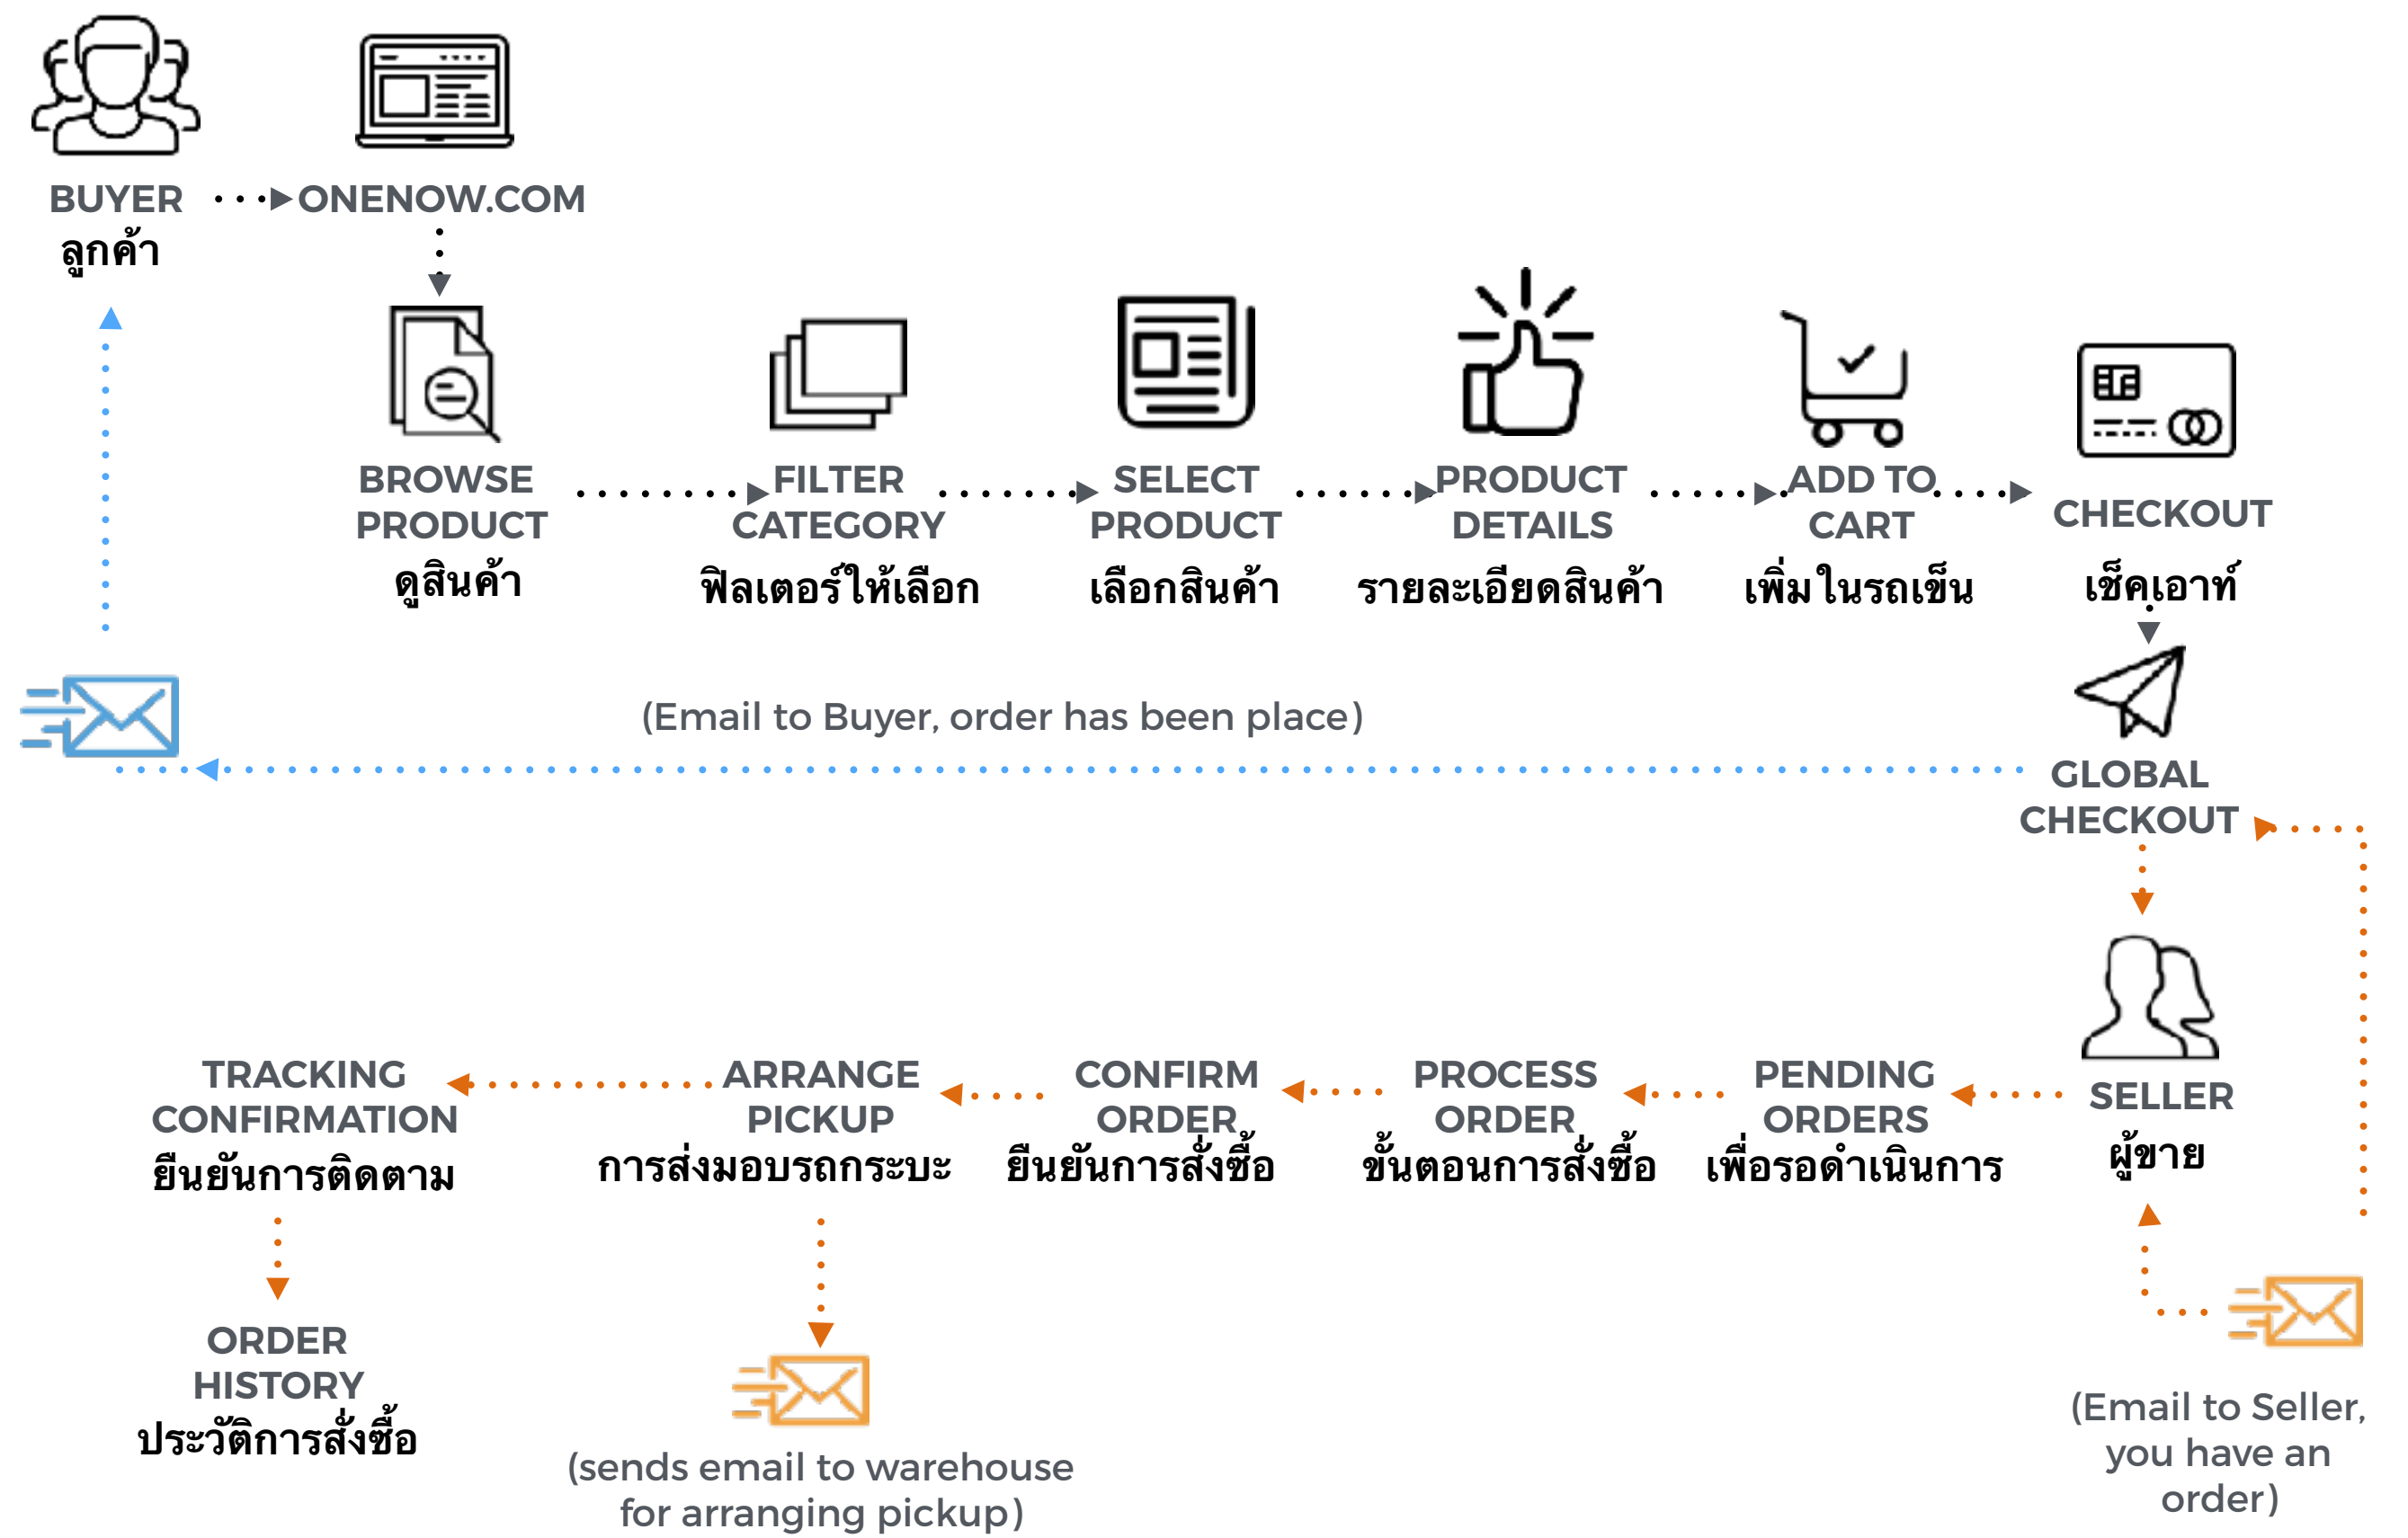 BUYER
ลูกค้า
ONENOW.COM
BROWSE
PRODUCT
ดูสินค้า
FILTER
CATEGORY
ฟิลเตอร์ให้เลือก
SELECT
PRODUCT
เลือกสินค้า
PRODUCT
DETAILS
รายละเอียดสินค้า
ADD TO
CART
เพิ่มในรถเข็น
CHECKOUT
เช็คเอาท์
(Email to Buyer, order has been place)
GLOBAL
CHECKOUT
SELLER
ผู้ขาย
PENDING
ORDERS
เพื่อรอดำเนินการ
PROCESS
ORDER
ขั้นตอนการสั่งซื้อ
CONFIRM
ORDER
ยืนยันการสั่งซื้อ
ARRANGE
PICKUP
การส่งมอบรถกระบะ
TRACKING
CONFIRMATION
ยืนยันการติดตาม
ORDER
HISTORY
ประวัติการสั่งซื้อ
(sends email to warehouse
for arranging pickup)
(Email to Seller,
you have an
order)